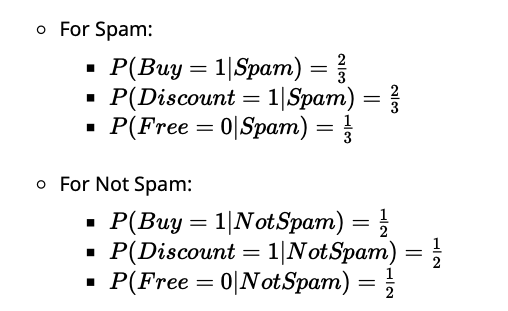 For Spam:
P(Buy = 1|Spam) = 2/3
P(Discount = 1|Spam) = 2/3
P(Free = 0|Spam) = 1/3
For Not Spam:
P(Buy = 1|NotSpam) = 1/2
P(Discount = 1|NotSpam) = 1/2
P(Free = 0|NotSpam) = 1/2